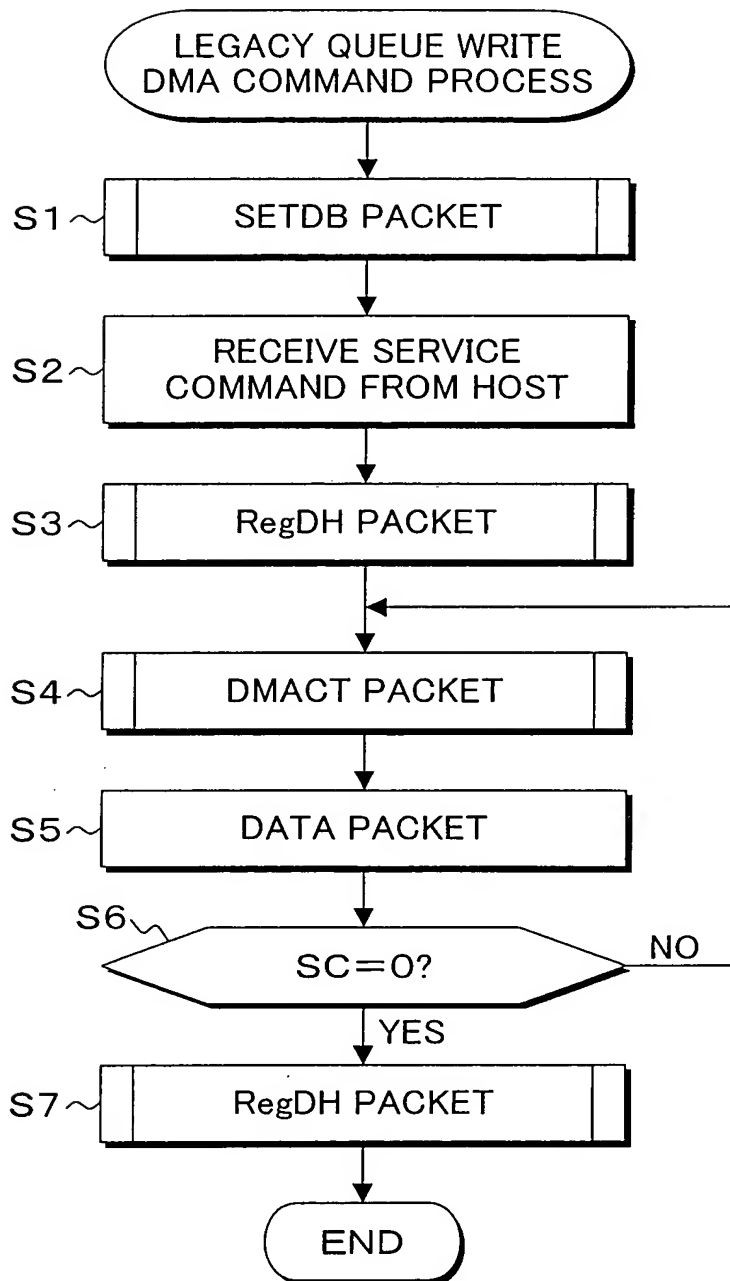 LEGACY QUEUE WRITE
DMA COMMAND PROCESS
S1
SETDB PACKET
S2
RECEIVE SERVICE
COMMAND FROM HOST
S3
RegDH PACKET
S4
DMACT PACKET
S5
DATA PACKET
S6
SC=0?
NO
YES
S7
RegDH PACKET
END